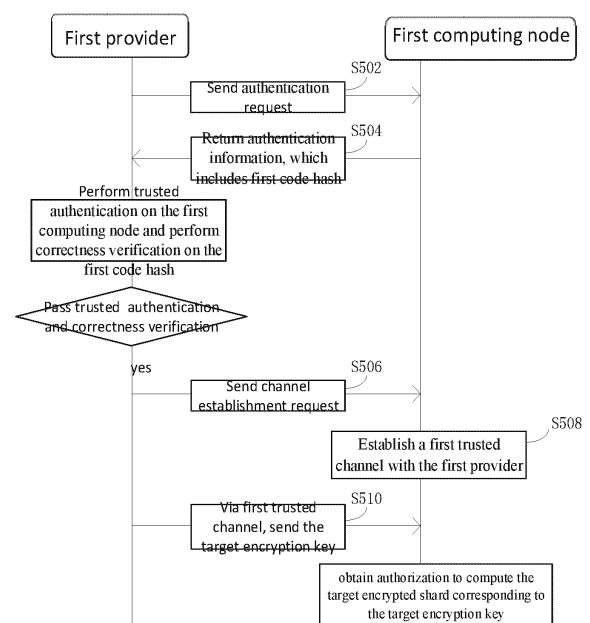 First provider
First computing node
S502
Send authentication
request
S504
Return authentication
information, which
includes first code hash
Perform trusted
authentication on the first
computing node and perform
correctness verification on the
first code hash
Pass trusted authentication
and correctness verification
yes
S506
Send channel
establishment request
S508
Establish a first trusted
channel with the first provider
S510
Via first trusted
channel, send the
target encryption key
obtain authorization to compute the
target encrypted shard corresponding to
the target encryption key